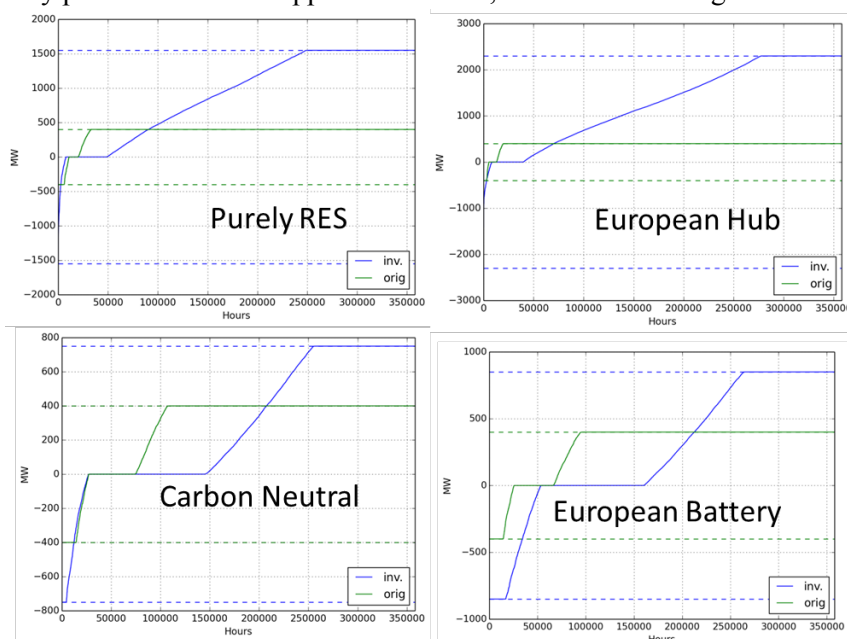 2000
1500
1000
500
0
−500
−1000
−1500
−2000
MW
Purely RES
inv.
orig
0 50000 100000 150000 200000 250000 300000 350000
Hours
3000
2000
1000
0
−1000
−2000
−3000
MW
European Hub
inv.
orig
0 50000 100000 150000 200000 250000 300000 350000
Hours
800
600
400
200
0
−200
−400
−600
−800
MW
Carbon Neutral
inv.
orig
0 50000 100000 150000 200000 250000 300000 350000
Hours
1000
500
0
−500
−1000
MW
European Battery
inv.
orig
0 50000 100000 150000 200000 250000 300000 350000